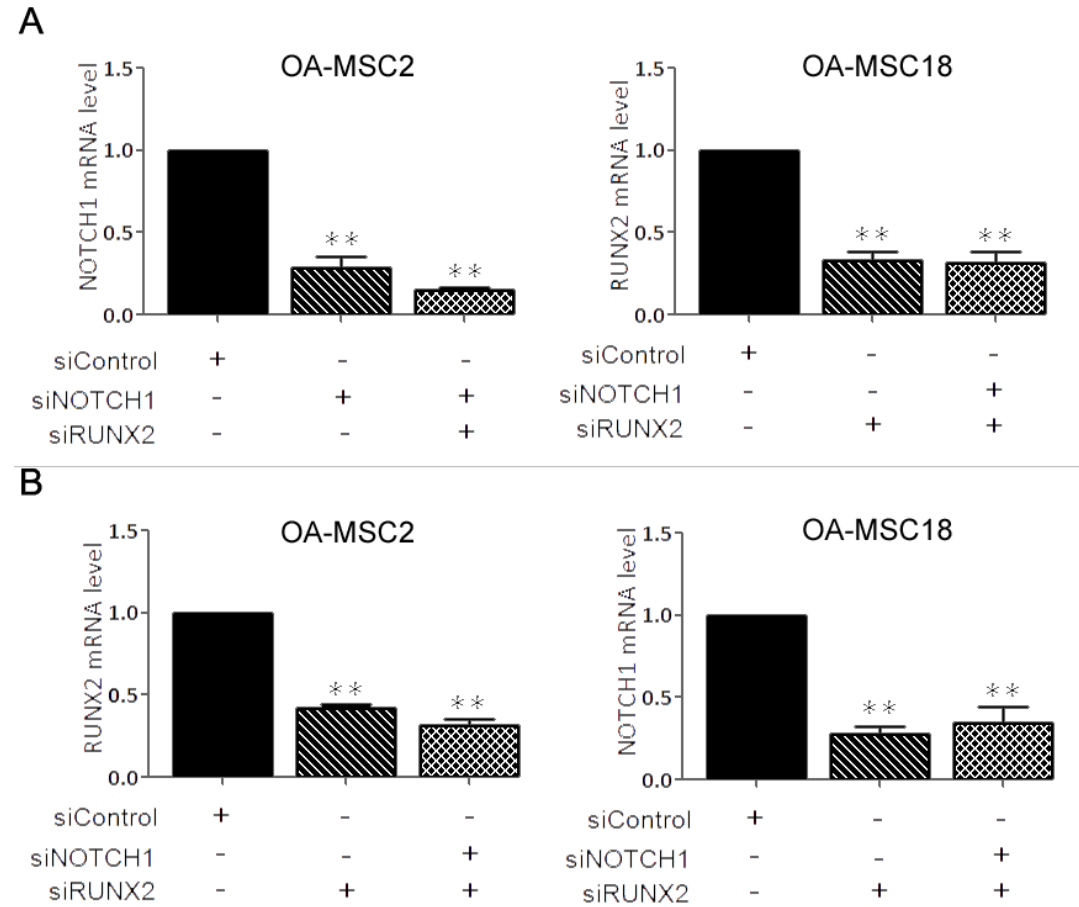 A
OA-MSC2
NOTCH1 mRNA level
1.5
1.0
0.5
0.0
**
**
siControl + - -
siNOTCH1 - + +
siRUNX2 - - +
OA-MSC18
RUNX2 mRNA level
1.5
1.0
0.5
0.0
**
**
siControl + - -
siNOTCH1 - - +
siRUNX2 - + +
B
OA-MSC2
RUNX2 mRNA level
1.5
1.0
0.5
0.0
**
**
siControl + - -
siNOTCH1 - - +
siRUNX2 - + +
OA-MSC18
NOTCH1 mRNA level
1.5
1.0
0.5
0.0
**
**
siControl + - -
siNOTCH1 - - +
siRUNX2 - + +